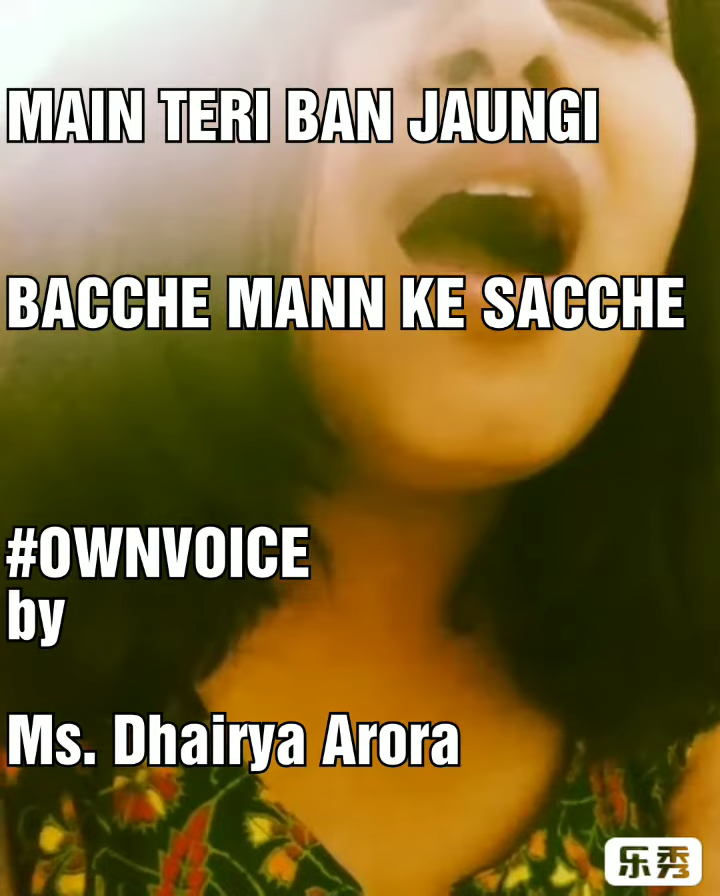 MAIN TERI BAN JAUNGI
BACCHE MANN KE SACCHE
#OWNVOICE
by
Ms. Dhairya Arora
乐秀